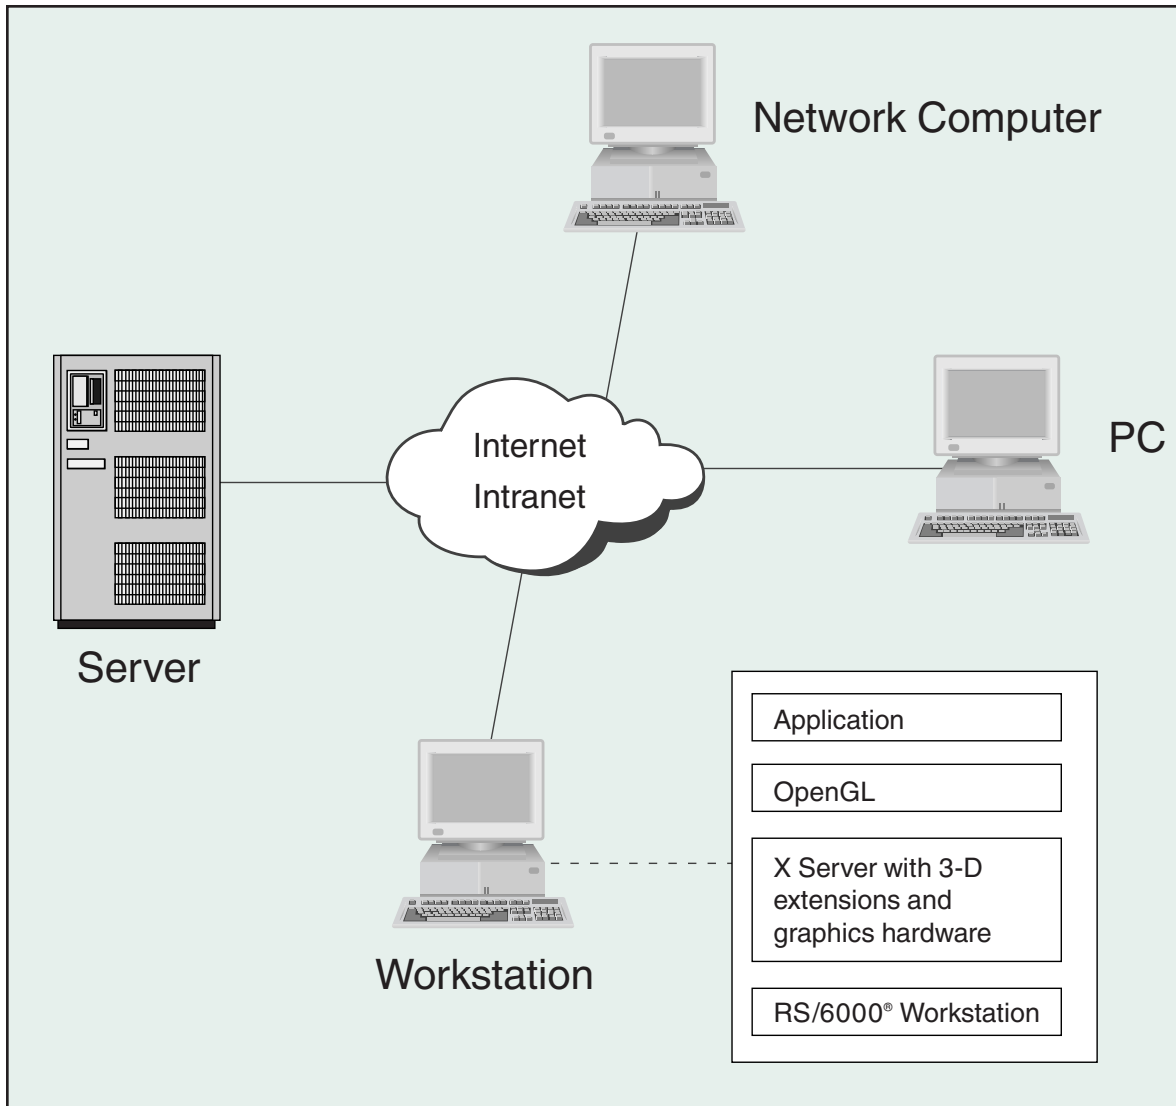 Network Computer
PC
Internet
Intranet
Server
Workstation
Application
OpenGL
X Server with 3-D
extensions and
graphics hardware
RS/6000® Workstation